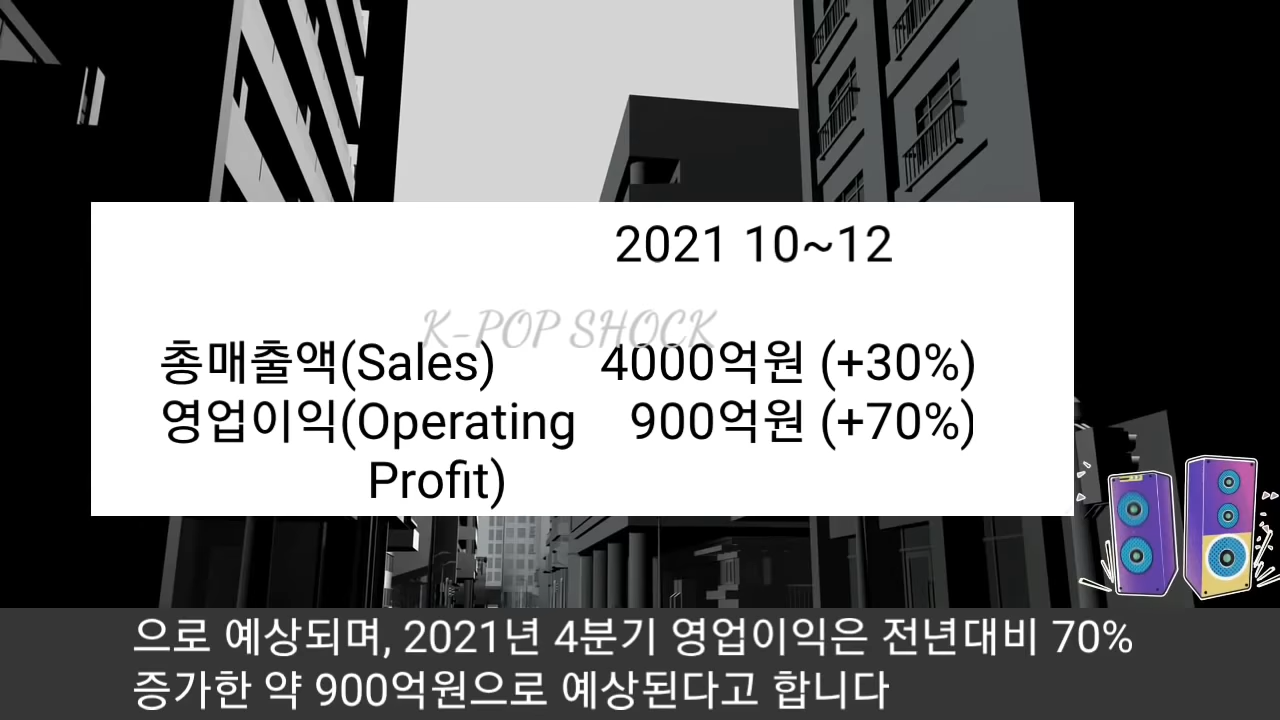 2021 10~12
K-POP SHOCK
총매출액(Sales) 4000억원 (+30%)
영업이익(Operating 900억원 (+70%)
Profit)
으로 예상되며, 2021년 4분기 영업이익은 전년대비 70%
증가한 약 900억원으로 예상된다고 합니다